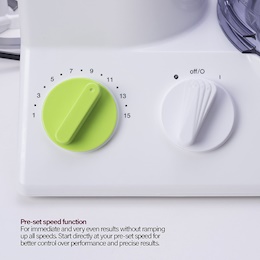 7 9
5 11
3 13
1 15
off/O
I
Pre-set speed function
For immediate and very even results without ramping
up all speeds. Start directly at your pre-set speed for
better control over performance and precise results.